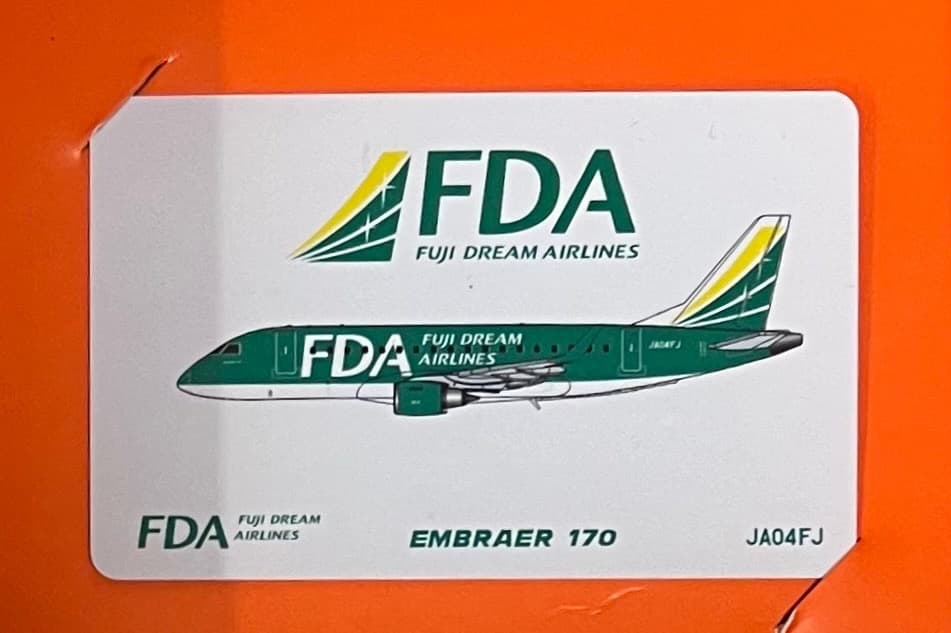 FDA
FUJI DREAM AIRLINES
FDA FUJI DREAM
AIRLINES
JA04FJ
FDA FUJI DREAM
AIRLINES
EMBRAER 170
JA04FJ